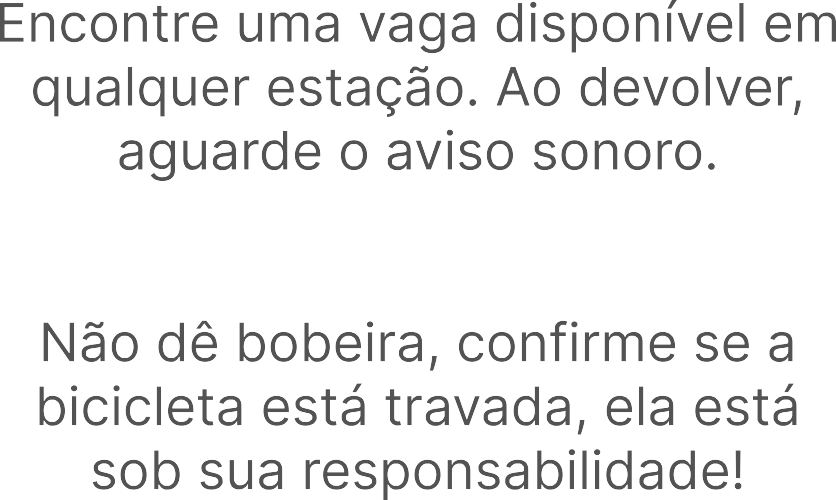 Encontre uma vaga disponível em
qualquer estação. Ao devolver,
aguarde o aviso sonoro.
Não dê bobeira, confirme se a
bicicleta está travada, ela está
sob sua responsabilidade!